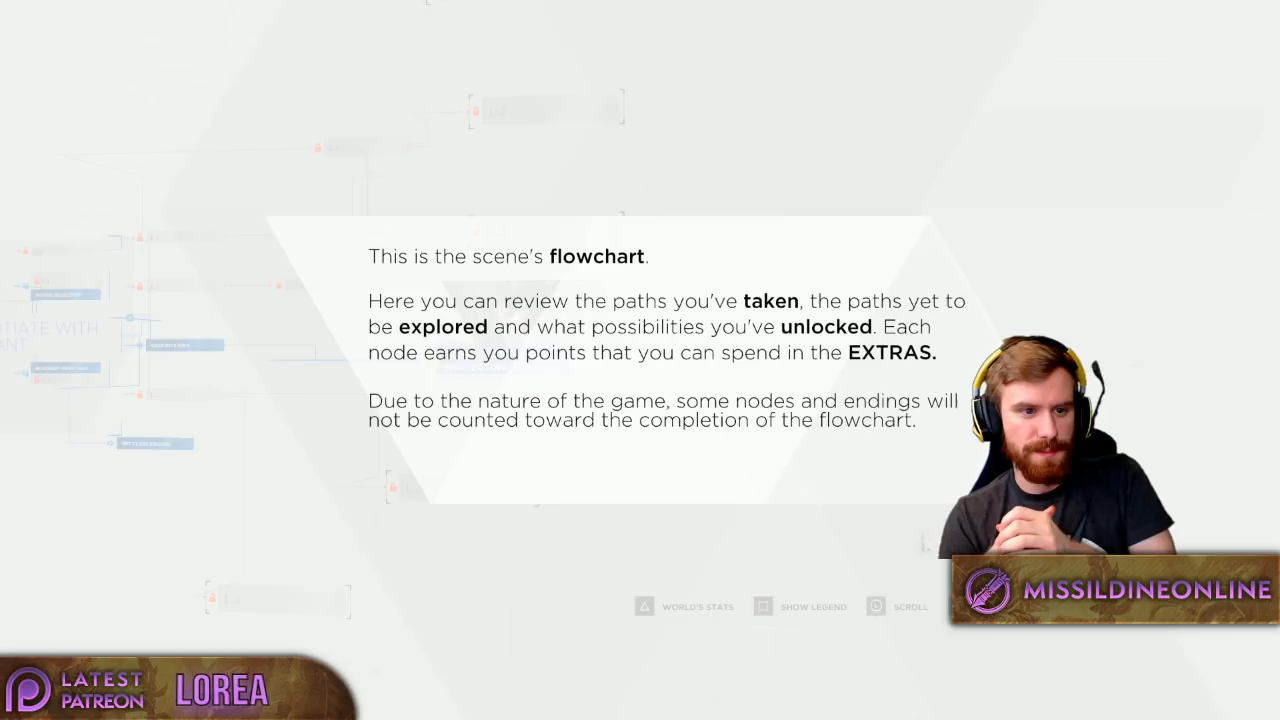 This is the scene's flowchart.
Here you can review the paths you've taken, the paths yet to
be explored and what possibilities you've unlocked. Each
node earns you points that you can spend in the EXTRAS.
Due to the nature of the game, some nodes and endings will
not be counted toward the completion of the flowchart.
OTIATE WITH
ANT
WORLD'S STATS
SHOW LEGEND
SCROLL
MISSILDINEONLINE
LATEST
PATREON
LOREA